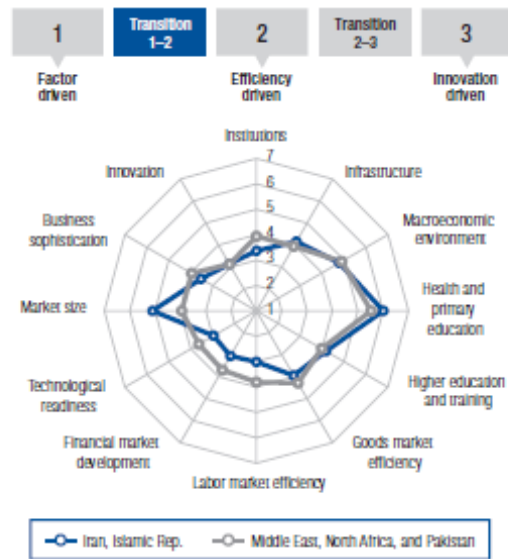 1
Transition
1–2
2
Transition
2–3
3
Factor
driven
Efficiency
driven
Innovation
driven
Institutions
7
Innovation
Infrastructure
6
5
Business
sophistication
Macroeconomic
environment
4
3
2
Market size
1
Health and
primary
education
Technological
readiness
Higher education
and training
Financial market
development
Goods market
efficiency
Labor market efficiency
Iran, Islamic Rep.
Middle East, North Africa, and Pakistan